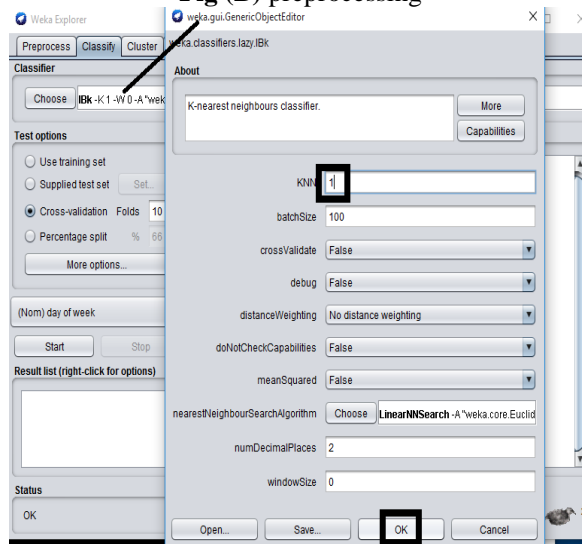 Fig (B) preprocessing
Weka Explorer
Preprocess Classify Cluster
Classifier
Choose IBk -K 1 -W 0 -A "wek
Test options
Use training set
Supplied test set Set...
Cross-validation Folds 10
Percentage split % 66
More options...
(Nom) day of week
Start Stop
Result list (right-click for options)
Status
OK
weka.gui.GenericObjectEditor
weka.classifiers.lazy.IBk
About
K-nearest neighbours classifier.
More
Capabilities
KNN 1
batchSize 100
crossValidate False
debug False
distanceWeighting No distance weighting
doNotCheckCapabilities False
meanSquared False
nearestNeighbourSearchAlgorithm Choose LinearNNSearch -A "weka.core.Euclid
numDecimalPlaces 2
windowSize 0
Open... Save... OK Cancel